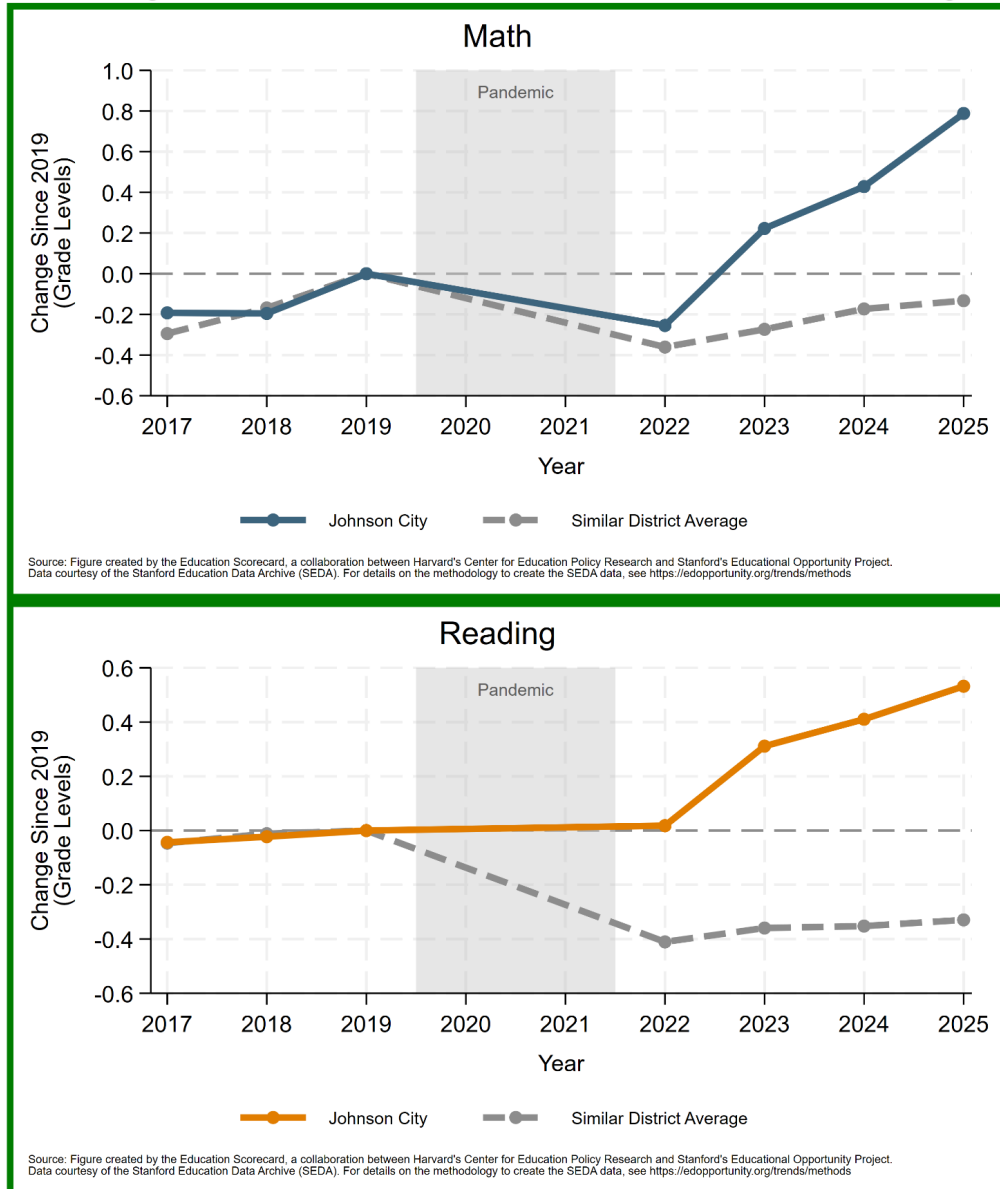 Math
Change Since 2019
(Grade Levels)
1.0
0.8
0.6
0.4
0.2
0.0
-0.2
-0.4
-0.6
Pandemic
2017 2018 2019 2020 2021 2022 2023 2024 2025
Year
Johnson City Similar District Average
Source: Figure created by the Education Scorecard, a collaboration between Harvard's Center for Education Policy Research and Stanford's Educational Opportunity Project.
Data courtesy of the Stanford Education Data Archive (SEDA). For details on the methodology to create the SEDA data, see https://edopportunity.org/trends/methods
Reading
Change Since 2019
(Grade Levels)
0.6
0.4
0.2
0.0
-0.2
-0.4
-0.6
Pandemic
2017 2018 2019 2020 2021 2022 2023 2024 2025
Year
Johnson City Similar District Average
Source: Figure created by the Education Scorecard, a collaboration between Harvard's Center for Education Policy Research and Stanford's Educational Opportunity Project.
Data courtesy of the Stanford Education Data Archive (SEDA). For details on the methodology to create the SEDA data, see https://edopportunity.org/trends/methods